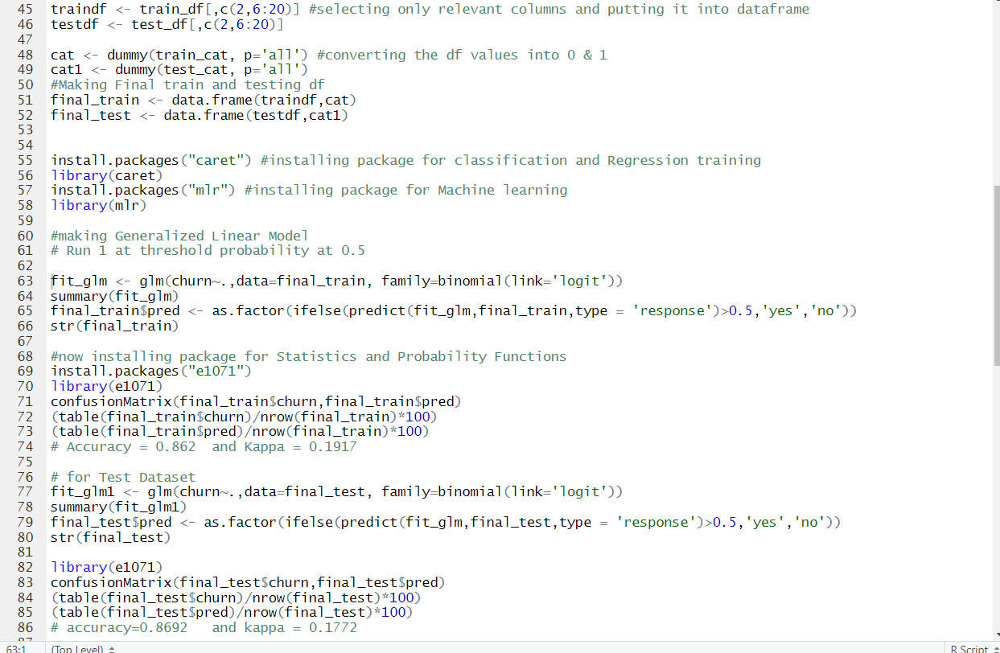 45 traindf <- train_df[,c(2,6:20)] #selecting only relevant columns and putting it into dataframe
46 testdf <- test_df[,c(2,6:20)]
47
48 cat <- dummy(train_cat, p='all') #converting the df values into 0 & 1
49 cat1 <- dummy(test_cat, p='all')
50 #Making Final train and testing df
51 final_train <- data.frame(traindf,cat)
52 final_test <- data.frame(testdf,cat1)
53
54
55 install.packages("caret") #installing package for classification and Regression training
56 library(caret)
57 install.packages("mlr") #installing package for Machine learning
58 library(mlr)
59
60 #making Generalized Linear Model
61 # Run 1 at threshold probability at 0.5
62
63 fit_glm <- glm(churn~.,data=final_train, family=binomial(link='logit'))
64 summary(fit_glm)
65 final_train$pred <- as.factor(ifelse(predict(fit_glm,final_train,type = 'response')>0.5,'yes','no'))
66 str(final_train)
67
68 #now installing package for Statistics and Probability Functions
69 install.packages("e1071")
70 library(e1071)
71 confusionMatrix(final_train$churn,final_train$pred)
72 (table(final_train$churn)/nrow(final_train)*100)
73 (table(final_train$pred)/nrow(final_train)*100)
74 # Accuracy = 0.862  and Kappa = 0.1917
75
76 # for Test Dataset
77 fit_glm1 <- glm(churn~.,data=final_test, family=binomial(link='logit'))
78 summary(fit_glm1)
79 final_test$pred <- as.factor(ifelse(predict(fit_glm,final_test,type = 'response')>0.5,'yes','no'))
80 str(final_test)
81
82 library(e1071)
83 confusionMatrix(final_test$churn,final_test$pred)
84 (table(final_test$churn)/nrow(final_test)*100)
85 (table(final_test$pred)/nrow(final_test)*100)
86 # accuracy=0.8692   and kappa = 0.1772
87
63:1 (Top Level) R Script